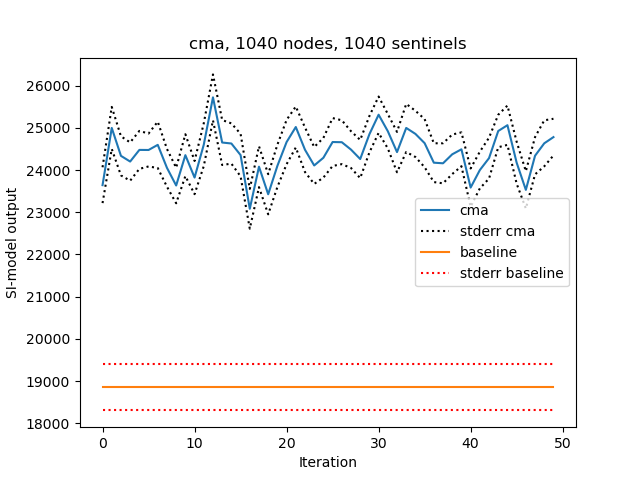 cma, 1040 nodes, 1040 sentinels
SI-model output
26000
25000
24000
23000
22000
21000
20000
19000
18000
cma
stderr cma
baseline
stderr baseline
0 10 20 30 40 50
Iteration